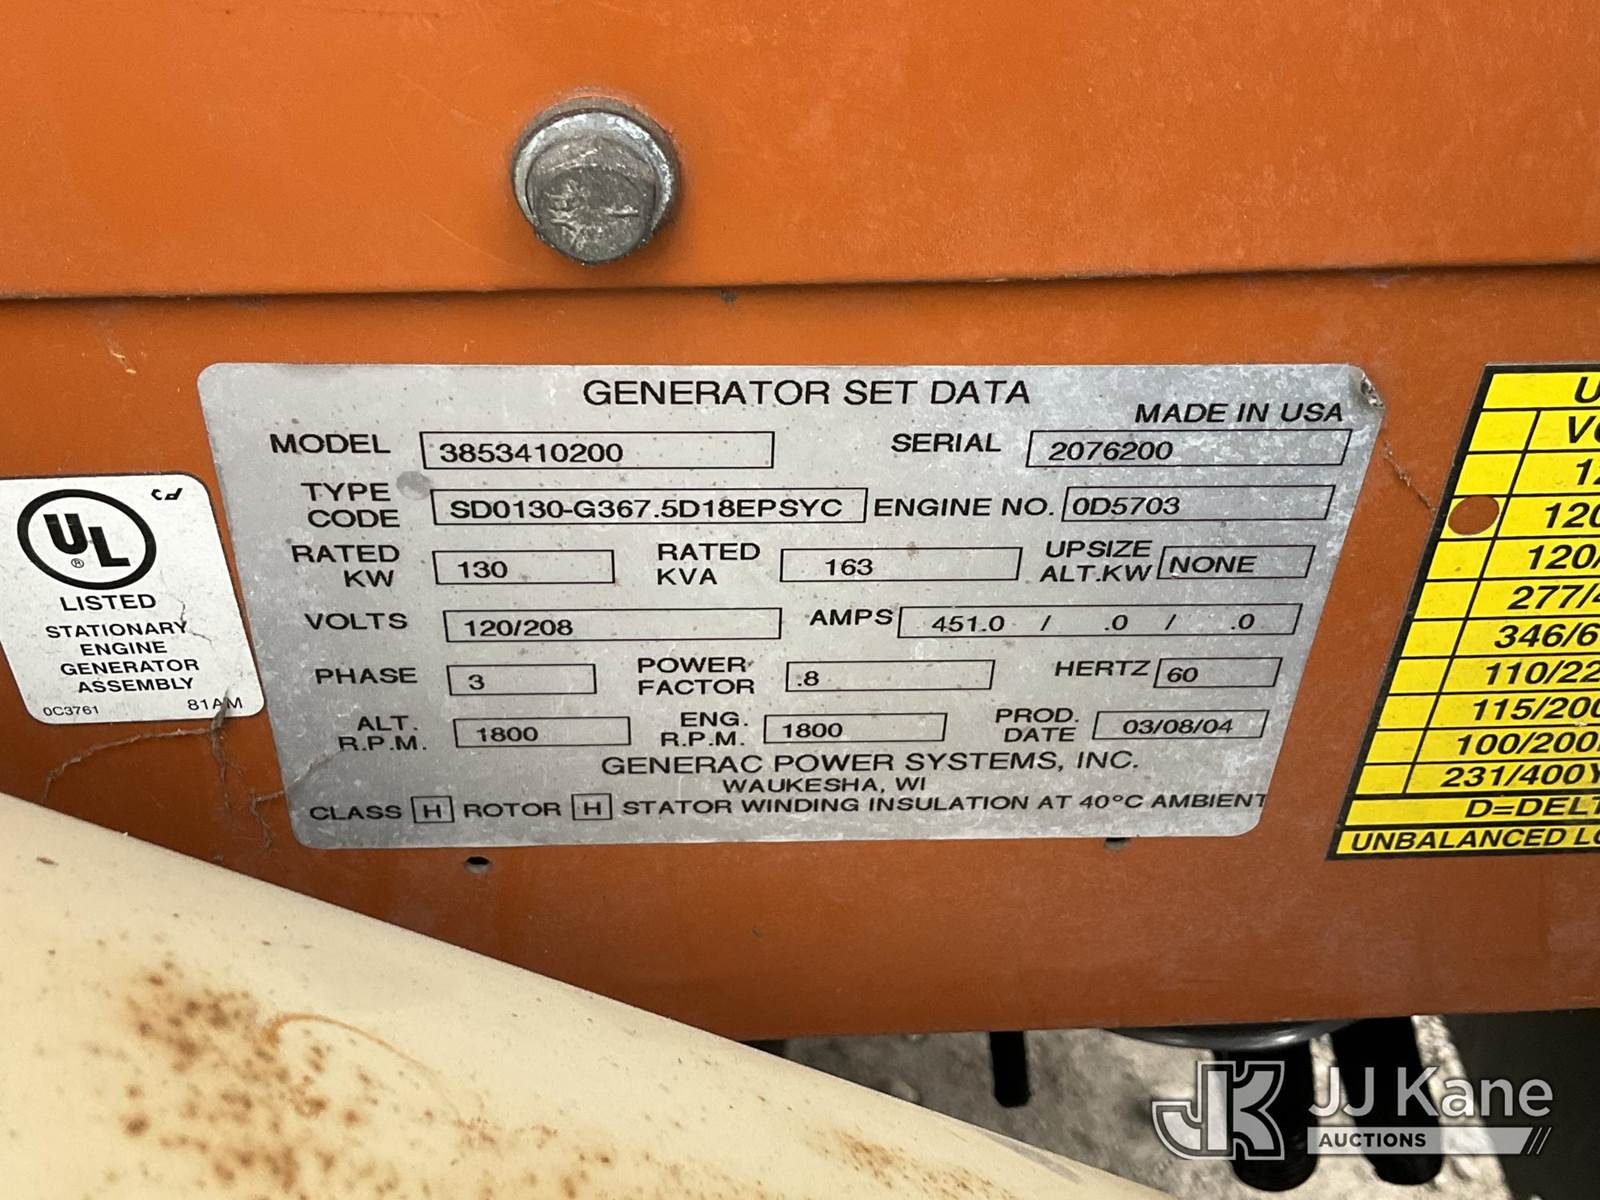 GENERATOR SET DATA
MADE IN USA
MODEL 3853410200 SERIAL 2076200
TYPE CODE SD0130-G367.5D18EPSYC ENGINE NO. 0D5703
RATED KW 130 RATED KVA 163 UPSIZE ALT.KW NONE
VOLTS 120/208 AMPS 451.0 / .0 / .0
PHASE 3 POWER FACTOR .8 HERTZ 60
ALT. R.P.M. 1800 ENG. R.P.M. 1800 PROD. DATE 03/08/04
GENERAC POWER SYSTEMS, INC.
WAUKESHA, WI
CLASS H ROTOR H STATOR WINDING INSULATION AT 40°C AMBIENT
UL ®
LISTED
STATIONARY
ENGINE
GENERATOR
ASSEMBLY
0C3761 81AM
277/4
346/6
110/22
115/200
100/200
231/400Y
D=DELT
UNBALANCED LO
JK JJ Kane
AUCTIONS